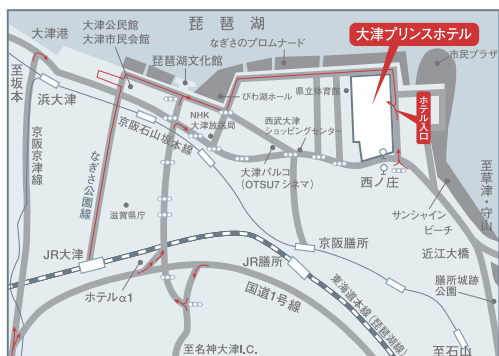 琵琶湖
大津プリンスホテル
大津港
大津公民館
大津市民会館
なぎさのプロムナード
市民プラザ
琵琶湖文化館
至坂本
浜大津
びわ湖ホール
県立体育館
ホテル入口
NHK
大津放送局
西武大津
ショッピングセンター
京阪石山坂本線
京阪京津線
なぎさ公園線
大津パルコ
(OTSU7シネマ)
西ノ庄
至草津・守山
滋賀県庁
サンシャイン
ビーチ
京阪膳所
近江大橋
JR大津
JR膳所
膳所城跡
公園
ホテルα1
国道1号線
東海道本線(琵琶湖線)
至名神大津I.C.
至石山